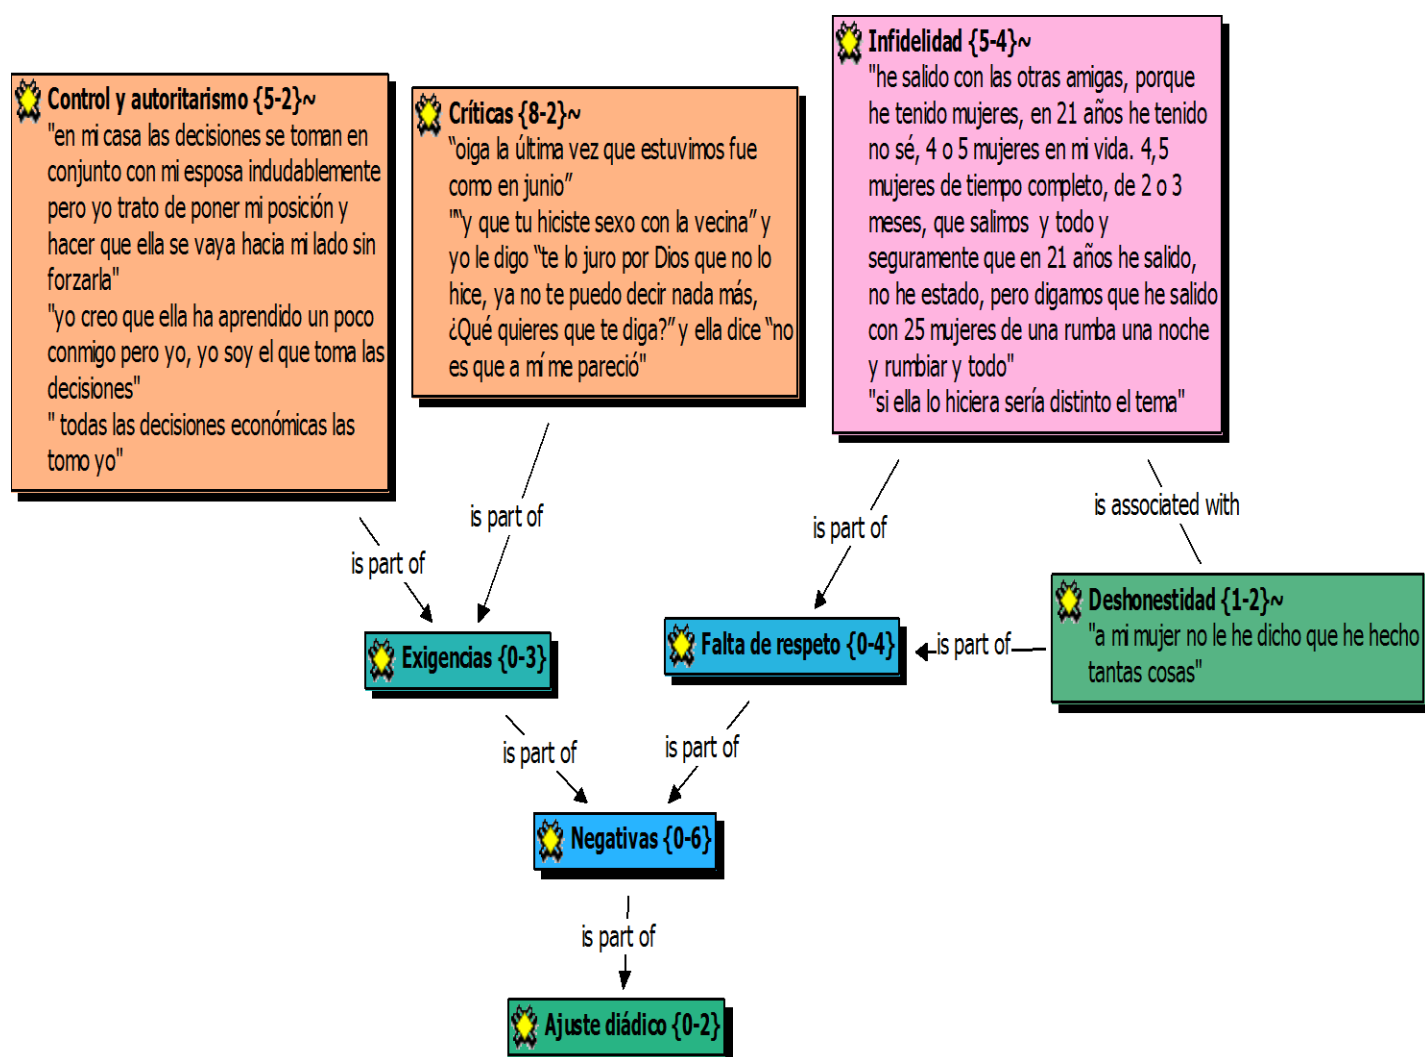 Control y autoritarismo {5-2}~
"en mi casa las decisiones se toman en
conjunto con mi esposa indudablemente
pero yo trato de poner mi posición y
hacer que ella se vaya hacia mi lado sin
forzarla"
"yo creo que ella ha aprendido un poco
conmigo pero yo, yo soy el que toma las
decisiones"
" todas las decisiones económicas las
tomo yo"
Críticas {8-2}~
“oiga la última vez que estuvimos fue
como en junio”
"“y que tu hiciste sexo con la vecina” y
yo le digo “te lo juro por Dios que no lo
hice, ya no te puedo decir nada más,
¿Qué quieres que te diga?” y ella dice “no
es que a mí me pareció"
Infidelidad {5-4}~
"he salido con las otras amigas, porque
he tenido mujeres, en 21 años he tenido
no sé, 4 o 5 mujeres en mi vida. 4,5
mujeres de tiempo completo, de 2 o 3
meses, que salimos y todo y
seguramente que en 21 años he salido,
no he estado, pero digamos que he salido
con 25 mujeres de una rumba una noche
y rumbiar y todo"
"si ella lo hiciera sería distinto el tema"
is part of
is part of
is part of
is associated with
Exigencias {0-3}
Falta de respeto {0-4}
is part of
Deshonestidad {1-2}~
"a mi mujer no le he dicho que he hecho
tantas cosas"
is part of
is part of
Negativas {0-6}
is part of
Ajuste diádico {0-2}